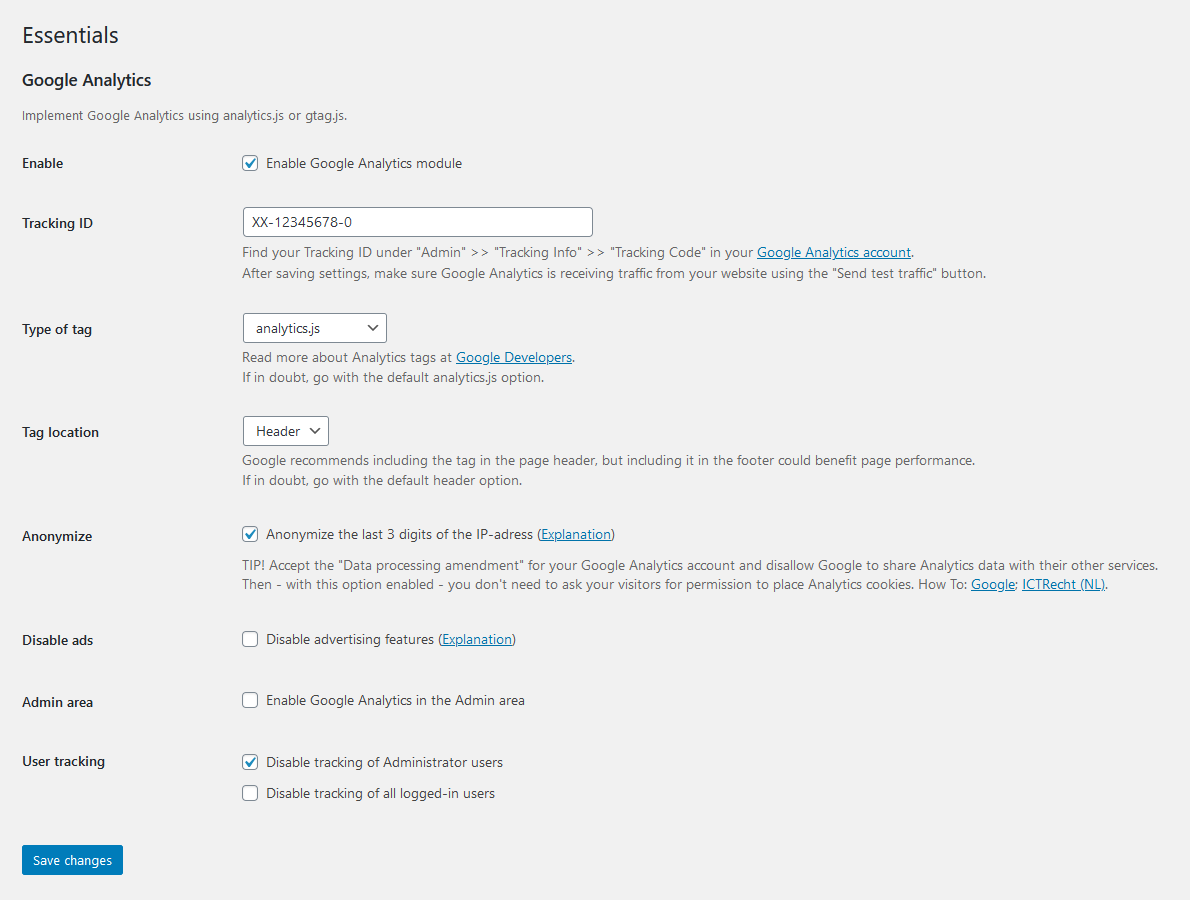 Essentials
Google Analytics
Implement Google Analytics using analytics.js or gtag.js.
Enable
Enable Google Analytics module
Tracking ID
XX-12345678-0
Find your Tracking ID under "Admin" >> "Tracking Info" >> "Tracking Code" in your Google Analytics account.
After saving settings, make sure Google Analytics is receiving traffic from your website using the "Send test traffic" button.
Type of tag
analytics.js
Read more about Analytics tags at Google Developers.
If in doubt, go with the default analytics.js option.
Tag location
Header
Google recommends including the tag in the page header, but including it in the footer could benefit page performance.
If in doubt, go with the default header option.
Anonymize
Anonymize the last 3 digits of the IP-adress (Explanation)
TIP! Accept the "Data processing amendment" for your Google Analytics account and disallow Google to share Analytics data with their other services.
Then - with this option enabled - you don't need to ask your visitors for permission to place Analytics cookies. How To: Google; ICTRecht (NL).
Disable ads
Disable advertising features (Explanation)
Admin area
Enable Google Analytics in the Admin area
User tracking
Disable tracking of Administrator users
Disable tracking of all logged-in users
Save changes